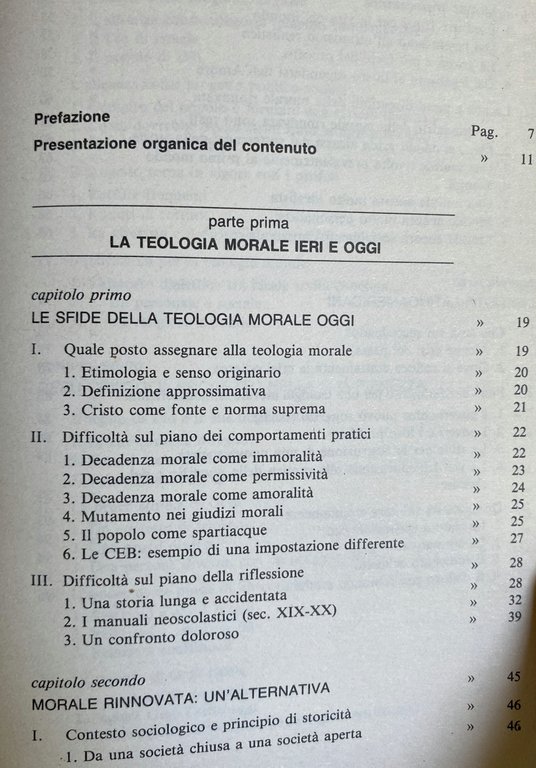 Prefazione Pag. 7
Presentazione organica del contenuto » 11
parte prima
LA TEOLOGIA MORALE IERI E OGGI
capitolo primo
LE SFIDE DELLA TEOLOGIA MORALE OGGI » 19
I. Quale posto assegnare alla teologia morale » 19
1. Etimologia e senso originario » 20
2. Definizione approssimativa » 20
3. Cristo come fonte e norma suprema » 21
II. Difficoltà sul piano dei comportamenti pratici » 22
1. Decadenza morale come immoralità » 22
2. Decadenza morale come permissività » 23
3. Decadenza morale come amoralità » 24
4. Mutamento nei giudizi morali » 25
5. Il popolo come spartiacque » 25
6. Le CEB: esempio di una impostazione differente » 27
III. Difficoltà sul piano della riflessione » 28
1. Una storia lunga e accidentata » 28
2. I manuali neoscolastici (sec. XIX-XX) » 32
3. Un confronto doloroso » 39
capitolo secondo
MORALE RINNOVATA: UN'ALTERNATIVA » 45
I. Contesto sociologico e principio di storicità » 46
1. Da una società chiusa a una società aperta » 46